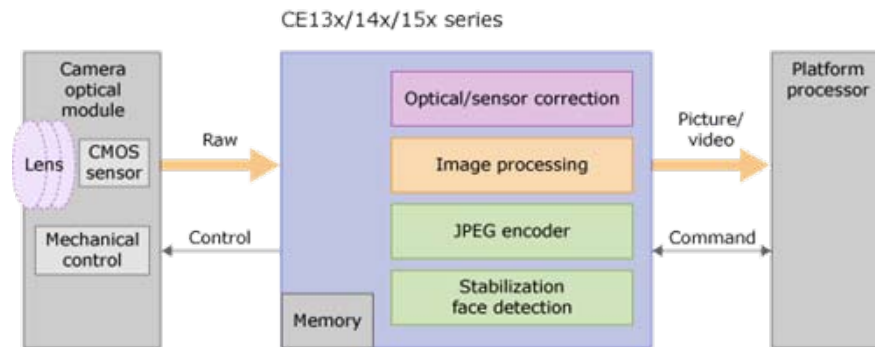 CE13x/14x/15x series
Camera
optical
module
Lens
CMOS
sensor
Mechanical
control
Raw
Control
Optical/sensor correction
Image processing
JPEG encoder
Stabilization
face detection
Memory
Picture/
video
Command
Platform
processor